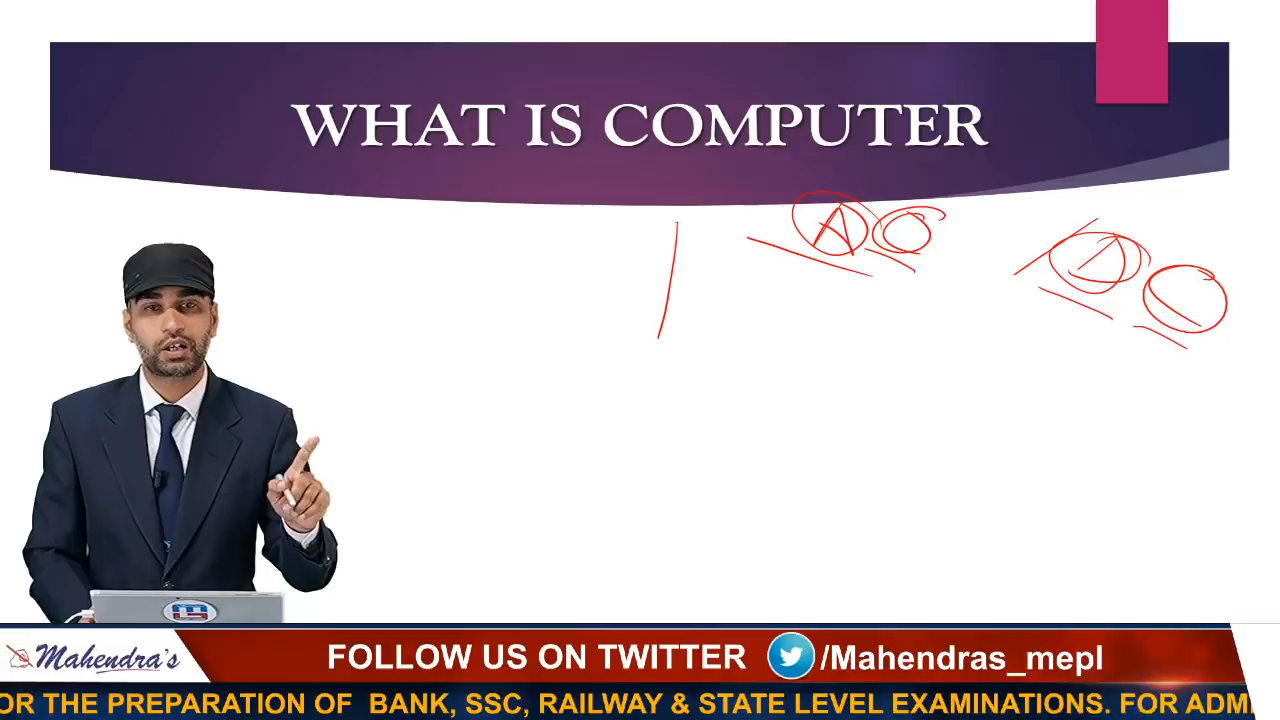 WHAT IS COMPUTER
A
Mahendra's
FOLLOW US ON TWITTER /Mahendras_mepl
FOR THE PREPARATION OF BANK, SSC, RAILWAY & STATE LEVEL EXAMINATIONS. FOR ADM